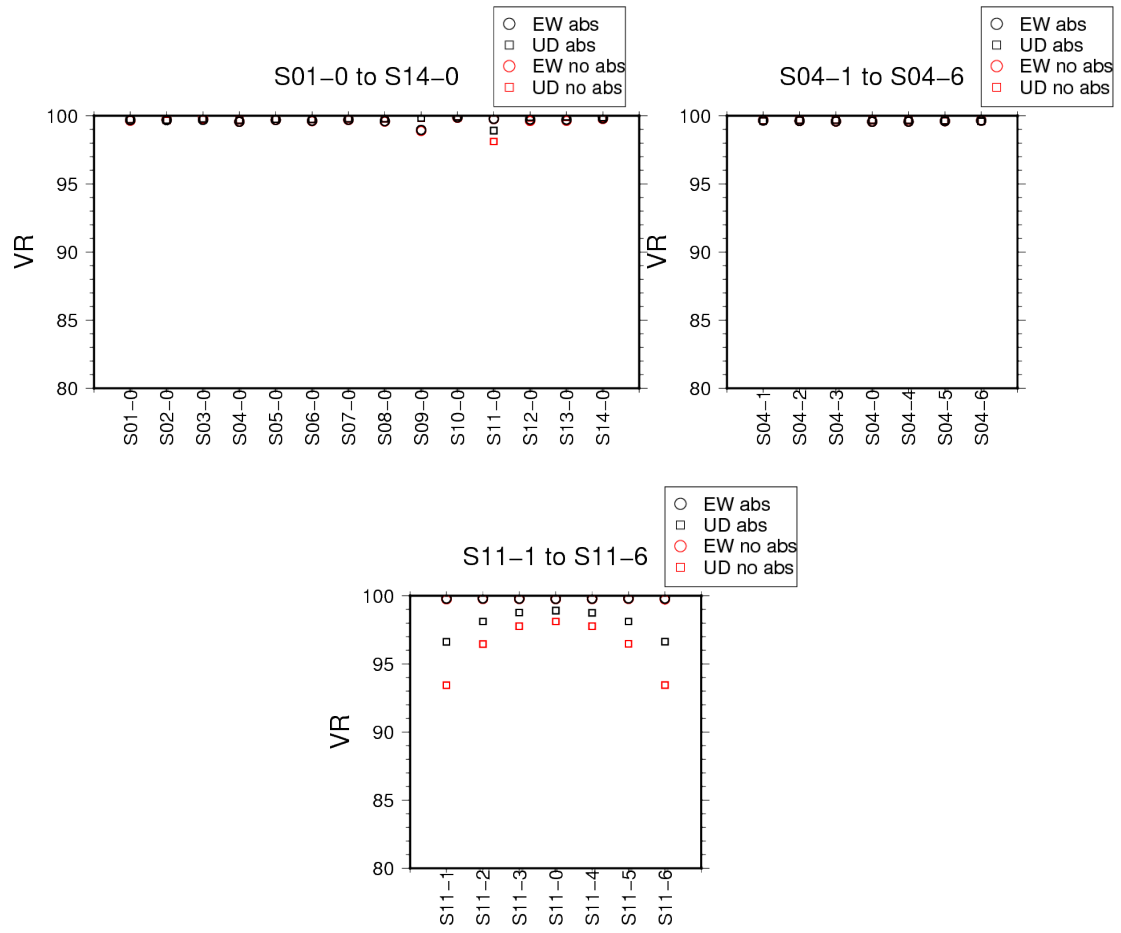 EW abs
UD abs
EW no abs
UD no abs
S01−0 to S14−0
100
95
90
85
80
VR
S01−0
S02−0
S03−0
S04−0
S05−0
S06−0
S07−0
S08−0
S09−0
S10−0
S11−0
S12−0
S13−0
S14−0
EW abs
UD abs
EW no abs
UD no abs
S04−1 to S04−6
100
95
90
85
80
VR
S04−1
S04−2
S04−3
S04−0
S04−4
S04−5
S04−6
EW abs
UD abs
EW no abs
UD no abs
S11−1 to S11−6
100
95
90
85
80
VR
S11−1
S11−2
S11−3
S11−0
S11−4
S11−5
S11−6